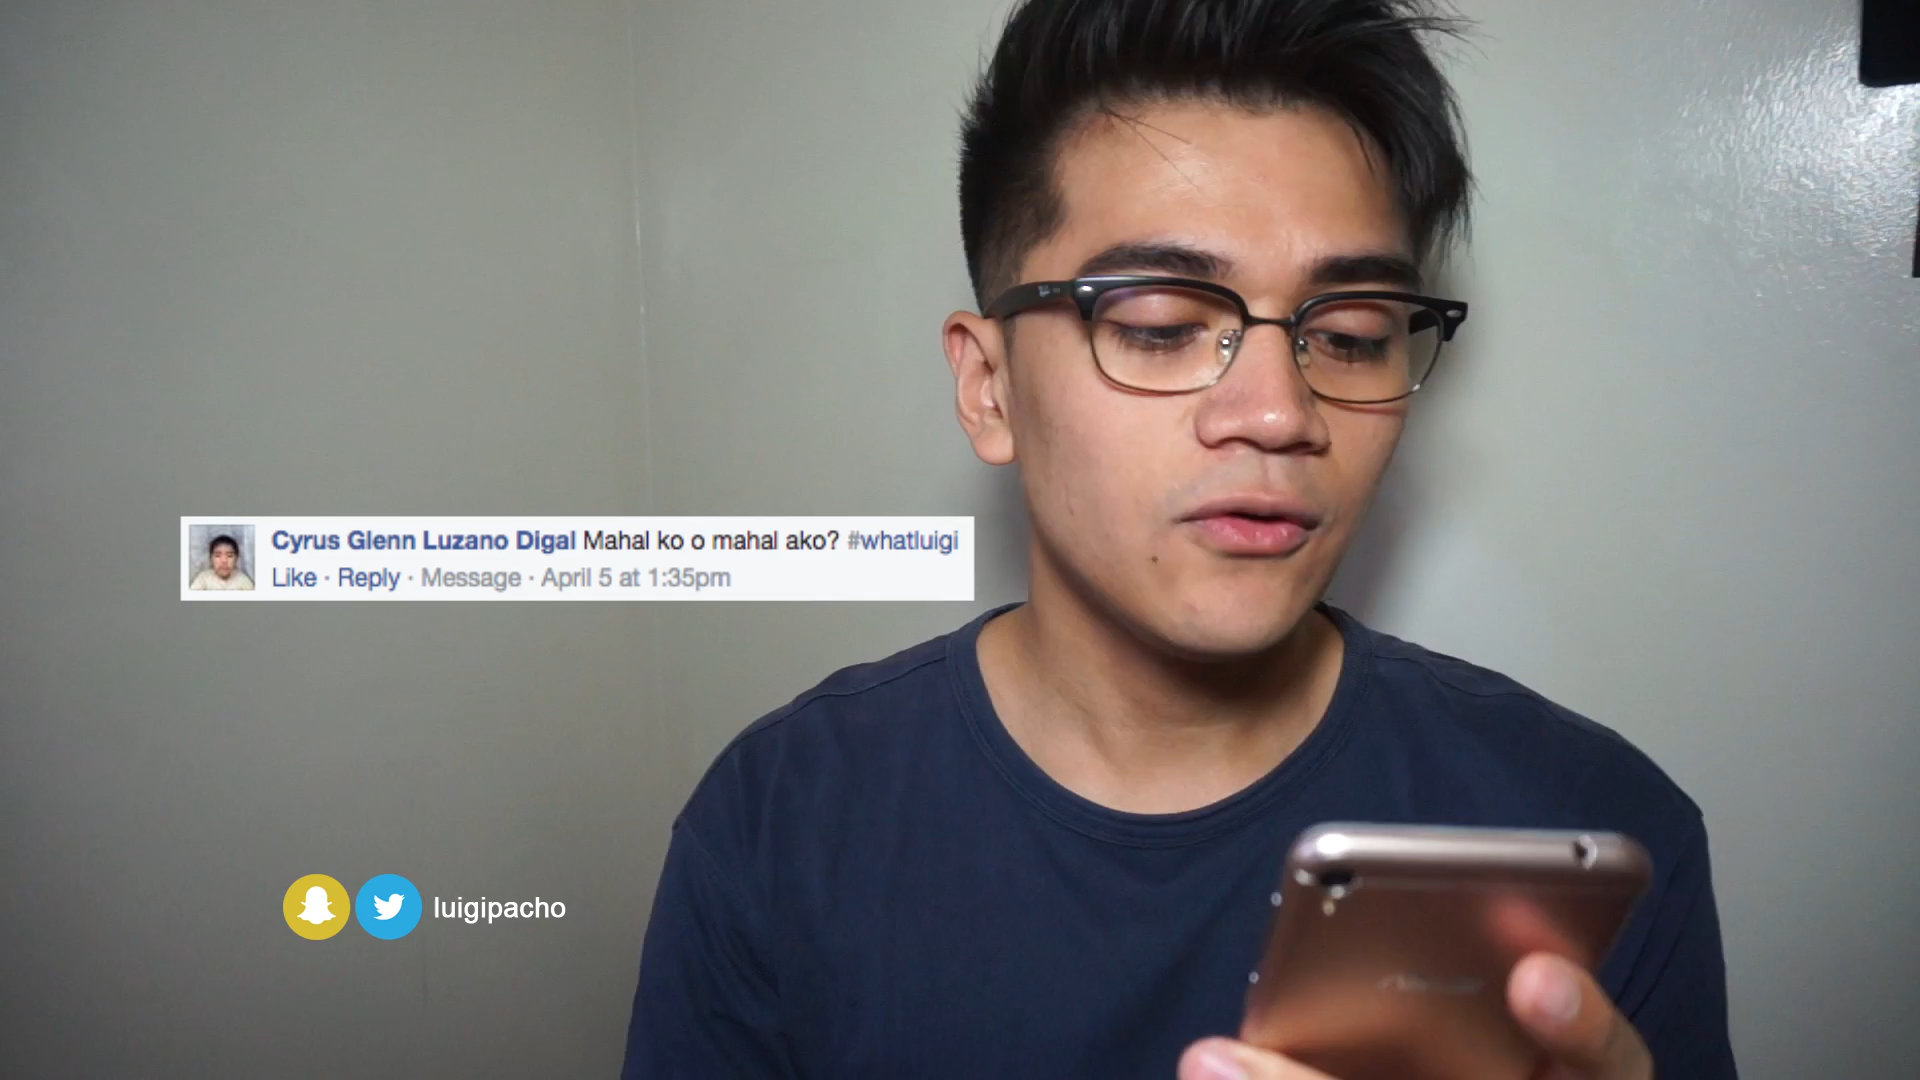 Cyrus Glenn Luzano Digal Mahal ko o mahal ako? #whatluigi
Like · Reply · Message · April 5 at 1:35pm
luigipacho